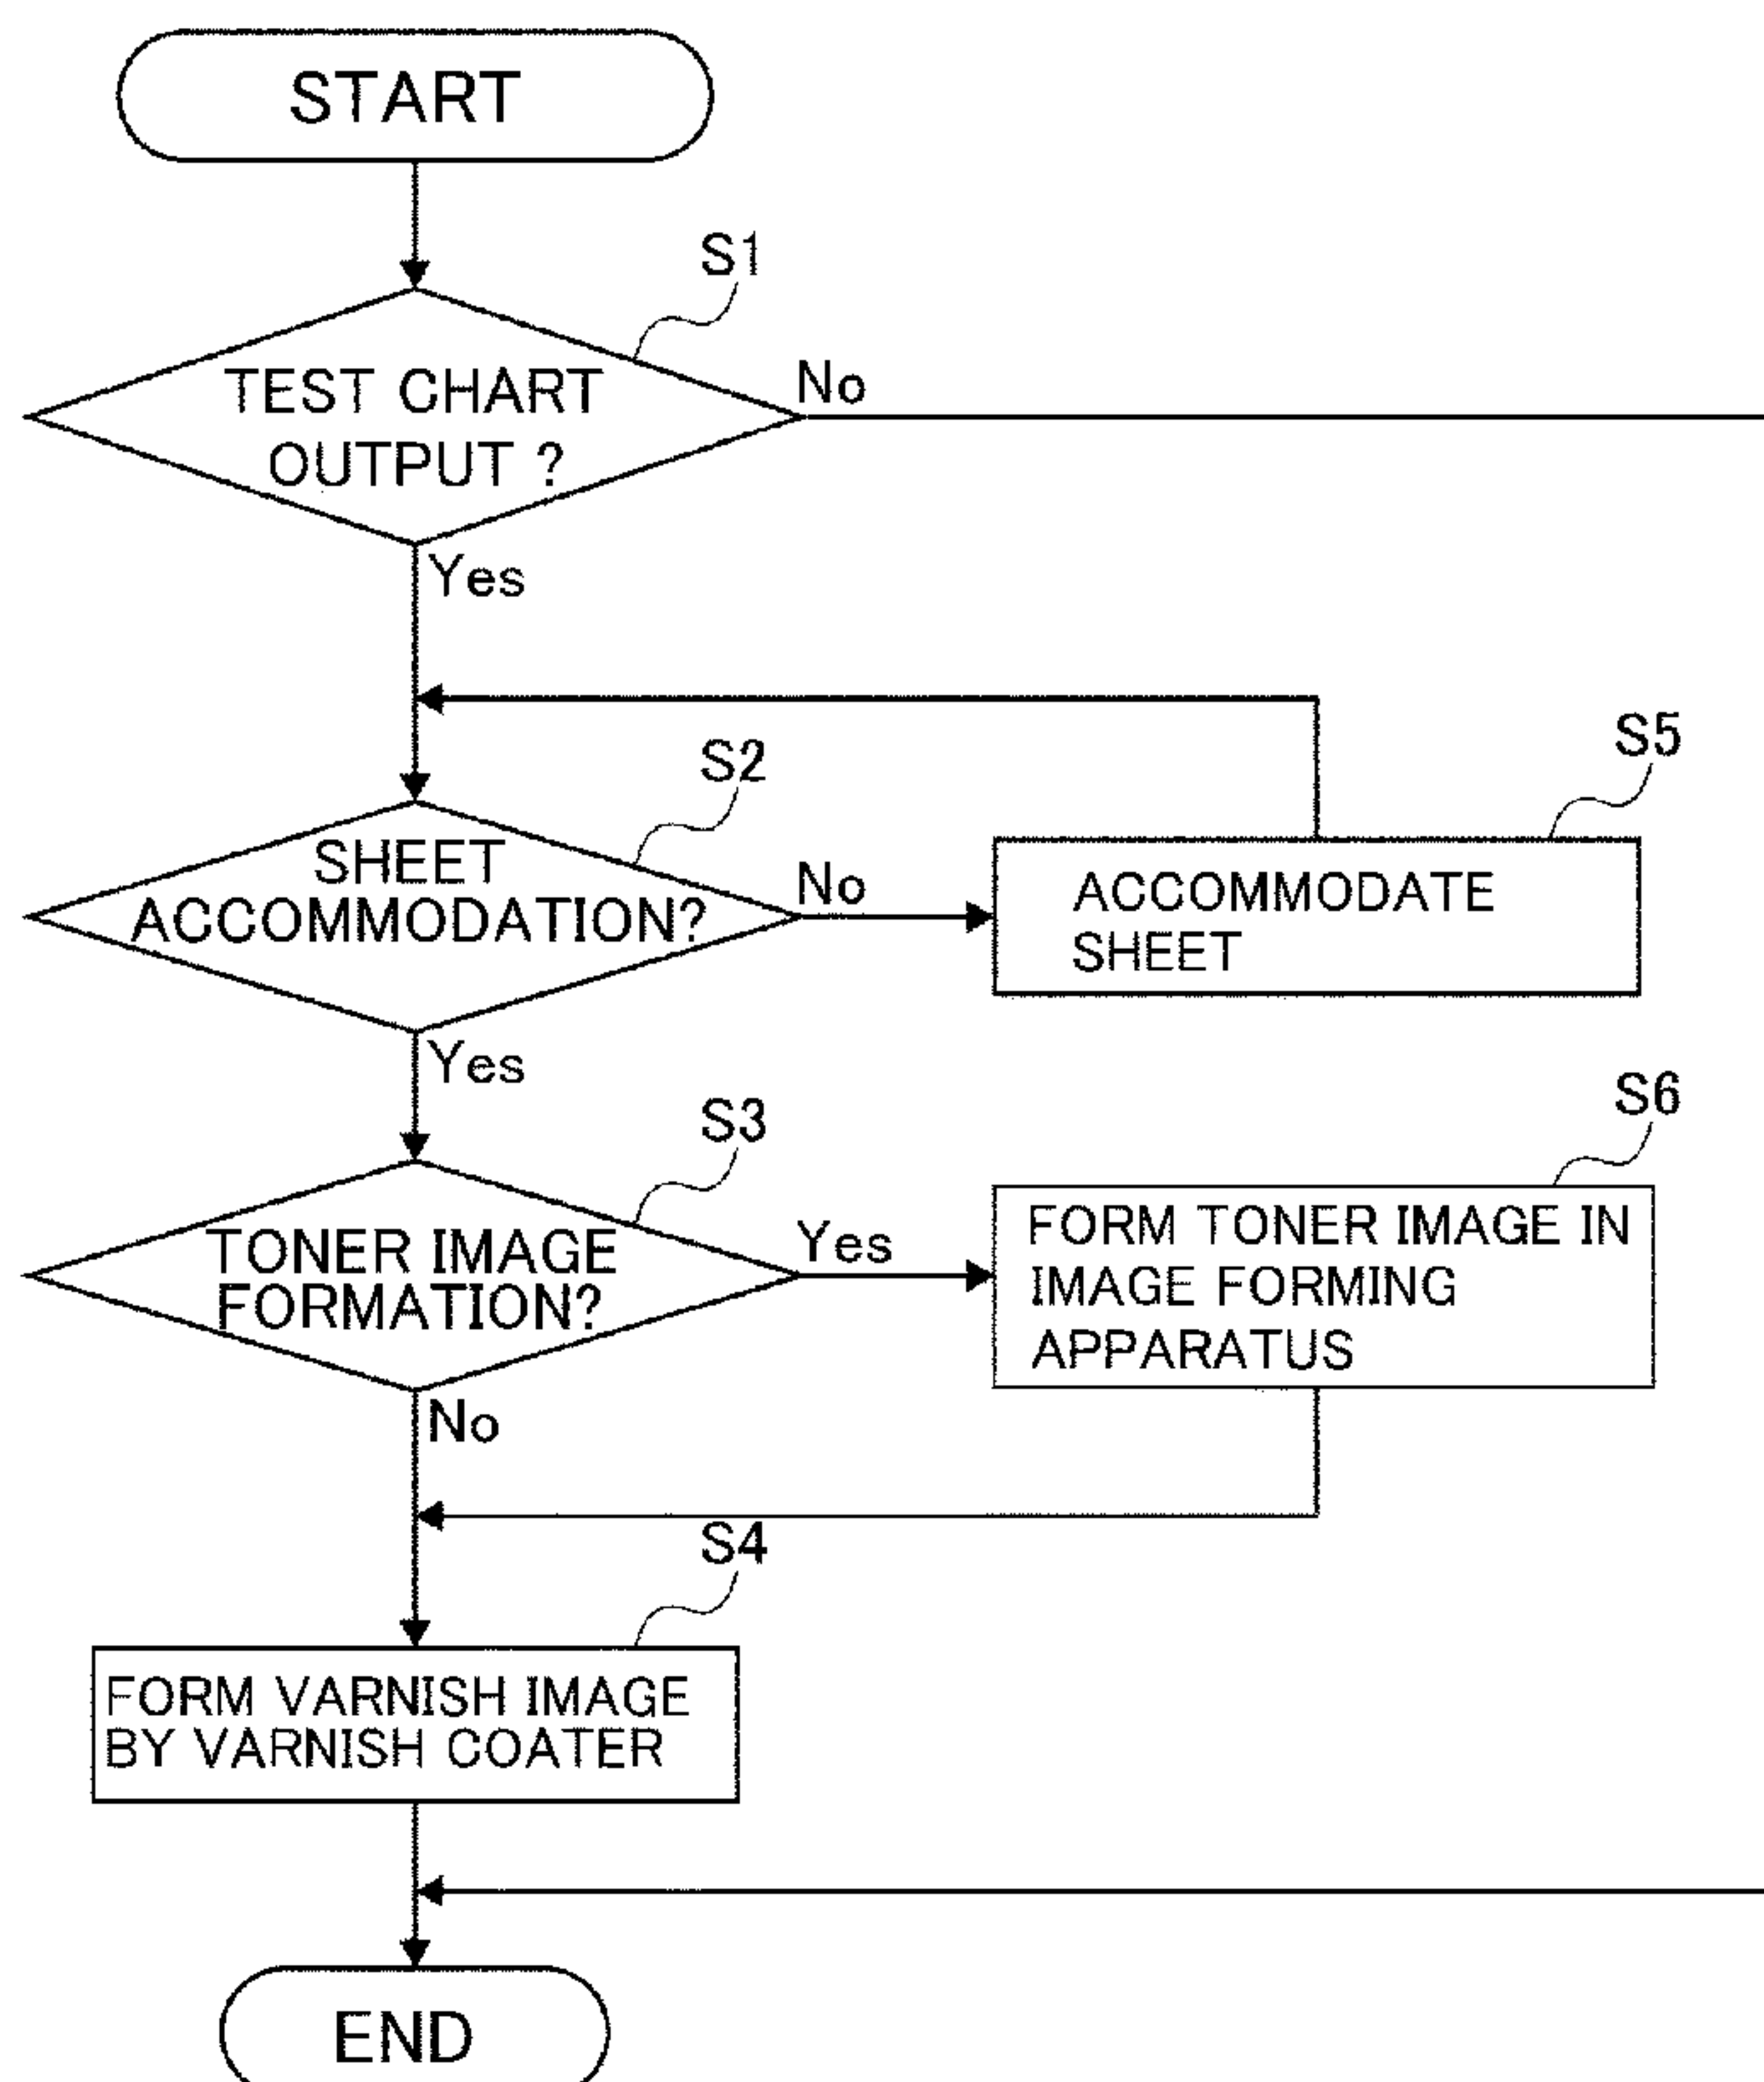 START
S1
TEST CHART
OUTPUT ?
No
Yes
S2
SHEET
ACCOMMODATION?
No
S5
ACCOMMODATE
SHEET
Yes
S3
TONER IMAGE
FORMATION?
Yes
S6
FORM TONER IMAGE IN
IMAGE FORMING
APPARATUS
No
S4
FORM VARNISH IMAGE
BY VARNISH COATER
END